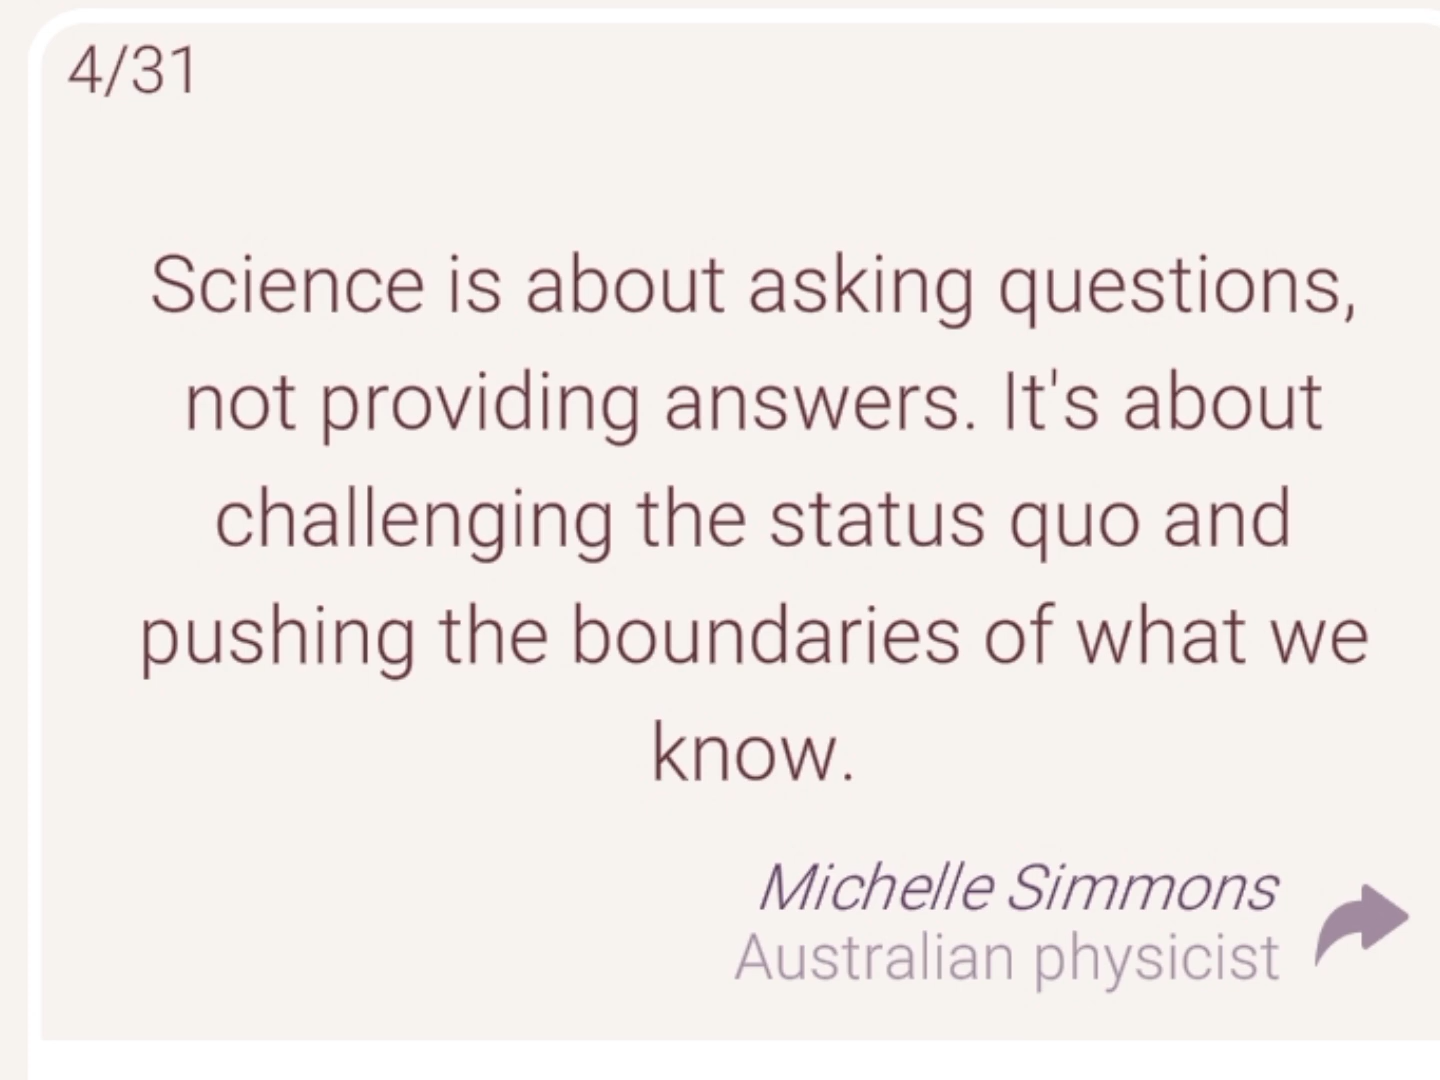 4/31
Science is about asking questions,
not providing answers. It's about
challenging the status quo and
pushing the boundaries of what we
know.
Michelle Simmons
Australian physicist